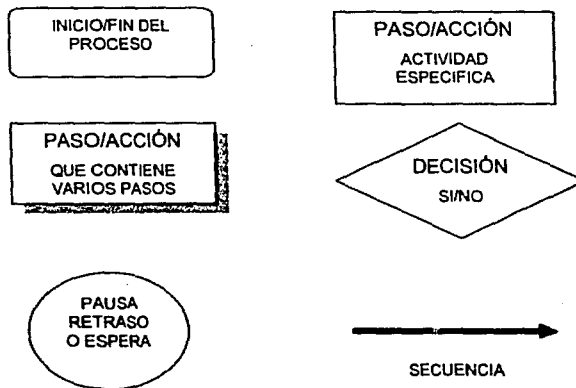 INICIO/FIN DEL
PROCESO
PASO/ACCIÓN
ACTIVIDAD
ESPECIFICA
PASO/ACCIÓN
QUE CONTIENE
VARIOS PASOS
DECISIÓN
SI/NO
PAUSA
RETRASO
O ESPERA
SECUENCIA